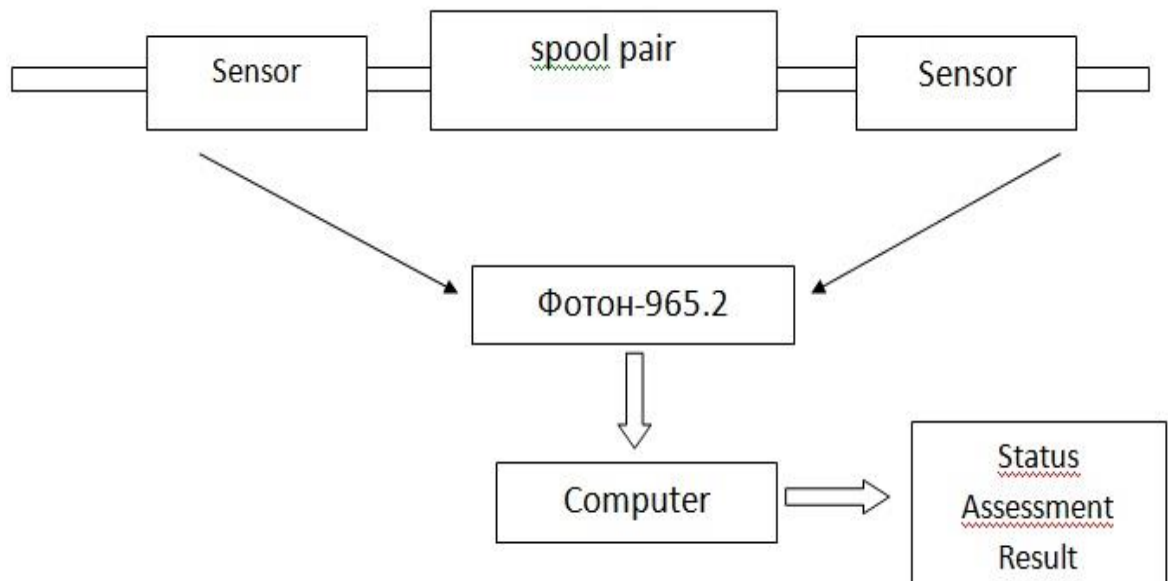 Sensor
spool pair
Sensor
Фотон-965.2
Computer
Status
Assessment
Result